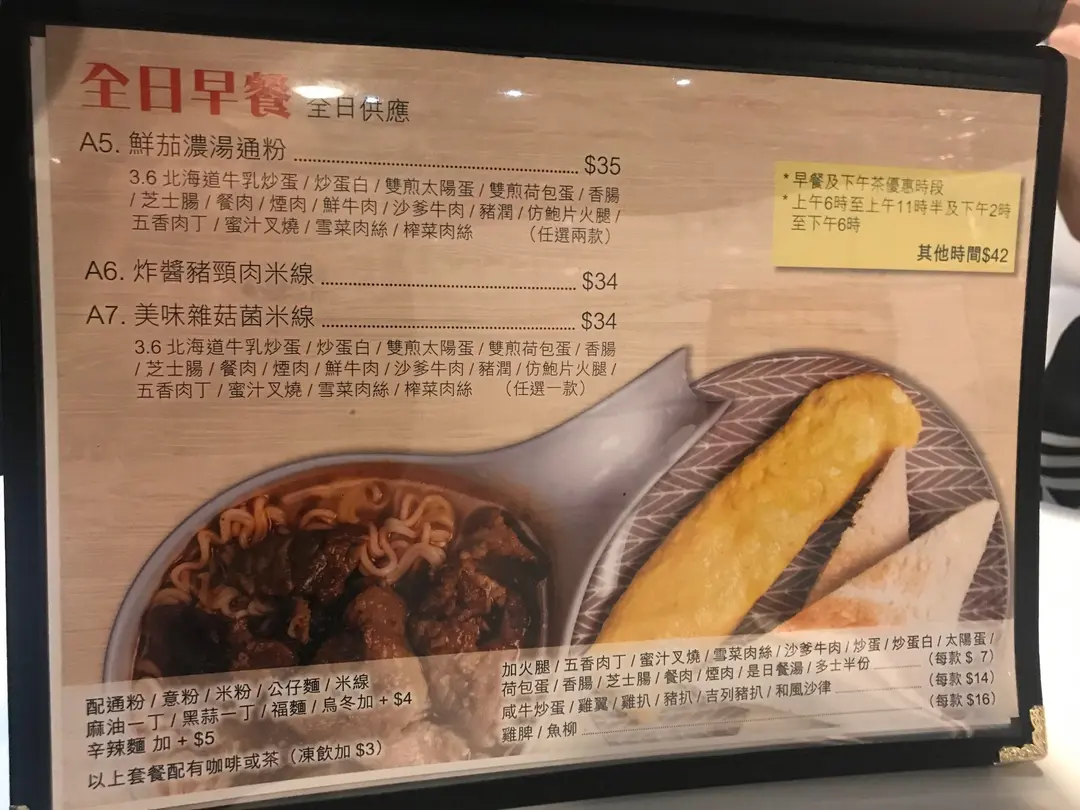 全日早餐 全日供應
A5. 鮮茄濃湯通粉 $35
3.6 北海道牛乳炒蛋 / 炒蛋白 / 雙煎太陽蛋 / 雙煎荷包蛋 / 香腸
/ 芝士腸 / 餐肉 / 煙肉 / 鮮牛肉 / 沙爹牛肉 / 豬潤 / 仿鮑片火腿 /
五香肉丁 / 蜜汁叉燒 / 雪菜肉絲 / 榨菜肉絲 （任選兩款）
* 早餐及下午茶優惠時段
* 上午6時至上午11時半及下午2時
至下午6時
其他時間$42
A6. 炸醬豬頸肉米線 $34
A7. 美味雜菇菌米線 $34
3.6 北海道牛乳炒蛋 / 炒蛋白 / 雙煎太陽蛋 / 雙煎荷包蛋 / 香腸
/ 芝士腸 / 餐肉 / 煙肉 / 鮮牛肉 / 沙爹牛肉 / 豬潤 / 仿鮑片火腿 /
五香肉丁 / 蜜汁叉燒 / 雪菜肉絲 / 榨菜肉絲 （任選一款）
配通粉 / 意粉 / 米粉 / 公仔麵 / 米線
麻油一丁 / 黑蒜一丁 / 福麵 / 烏冬加 + $4
辛辣麵 加 + $5
以上套餐配有咖啡或茶（凍飲加 $3）
加火腿 / 五香肉丁 / 蜜汁叉燒 / 雪菜肉絲 / 沙爹牛肉 / 炒蛋 / 炒蛋白 / 太陽蛋 /
荷包蛋 / 香腸 / 芝士腸 / 餐肉 / 煙肉 / 是日餐湯 / 多士半份 （每款 $ 7）
咸牛炒蛋 / 雞翼 / 雞扒 / 豬扒 / 吉列豬扒 / 和風沙律 （每款 $14）
雞脾 / 魚柳 （每款 $16）